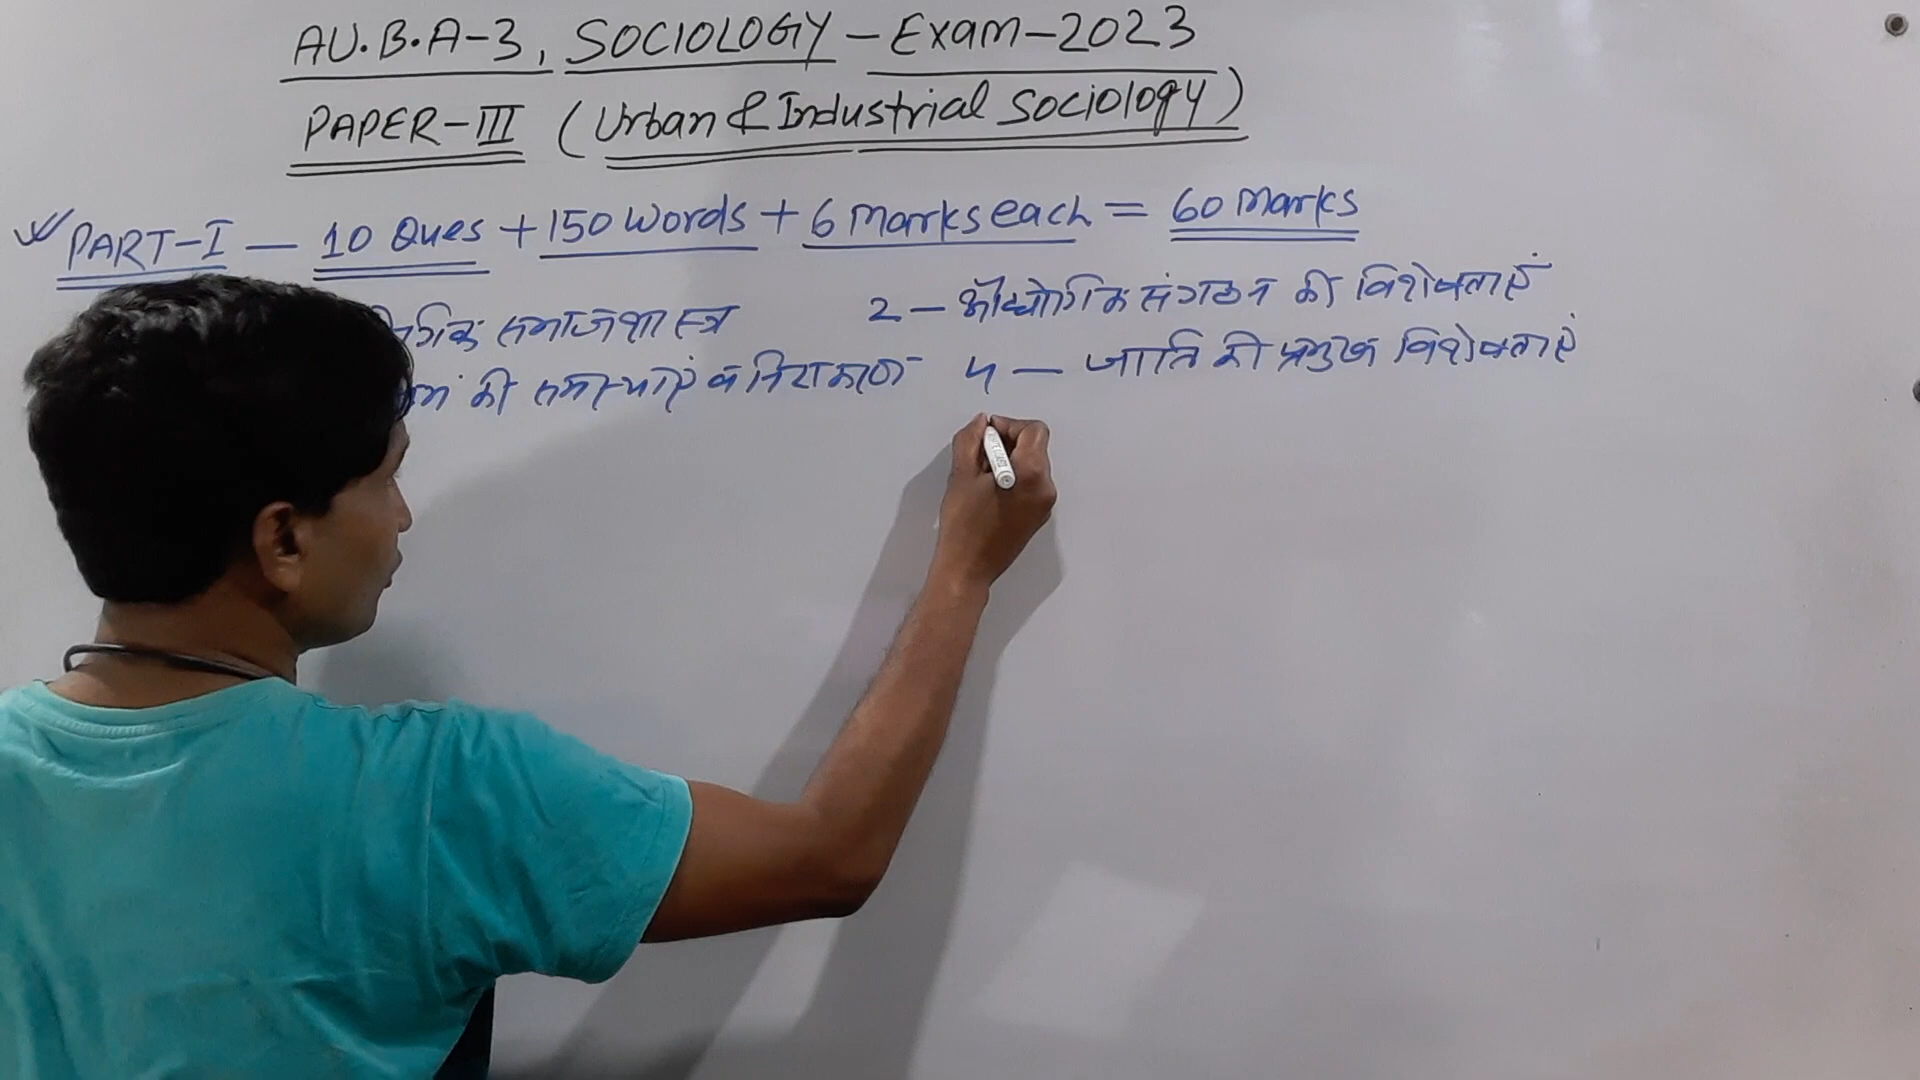 AU.B.A-3, SOCIOLOGY - Exam-2023
PAPER-III (Urban & Industrial Sociology)
PART-I — 10 Ques + 150 Words + 6 Marks each = 60 Marks
समाजशास्त्र 2 - औद्योगिक संगठन की विशेषताएं
की समस्याएं व निराकरण 4 — जाति की प्रमुख विशेषताएं